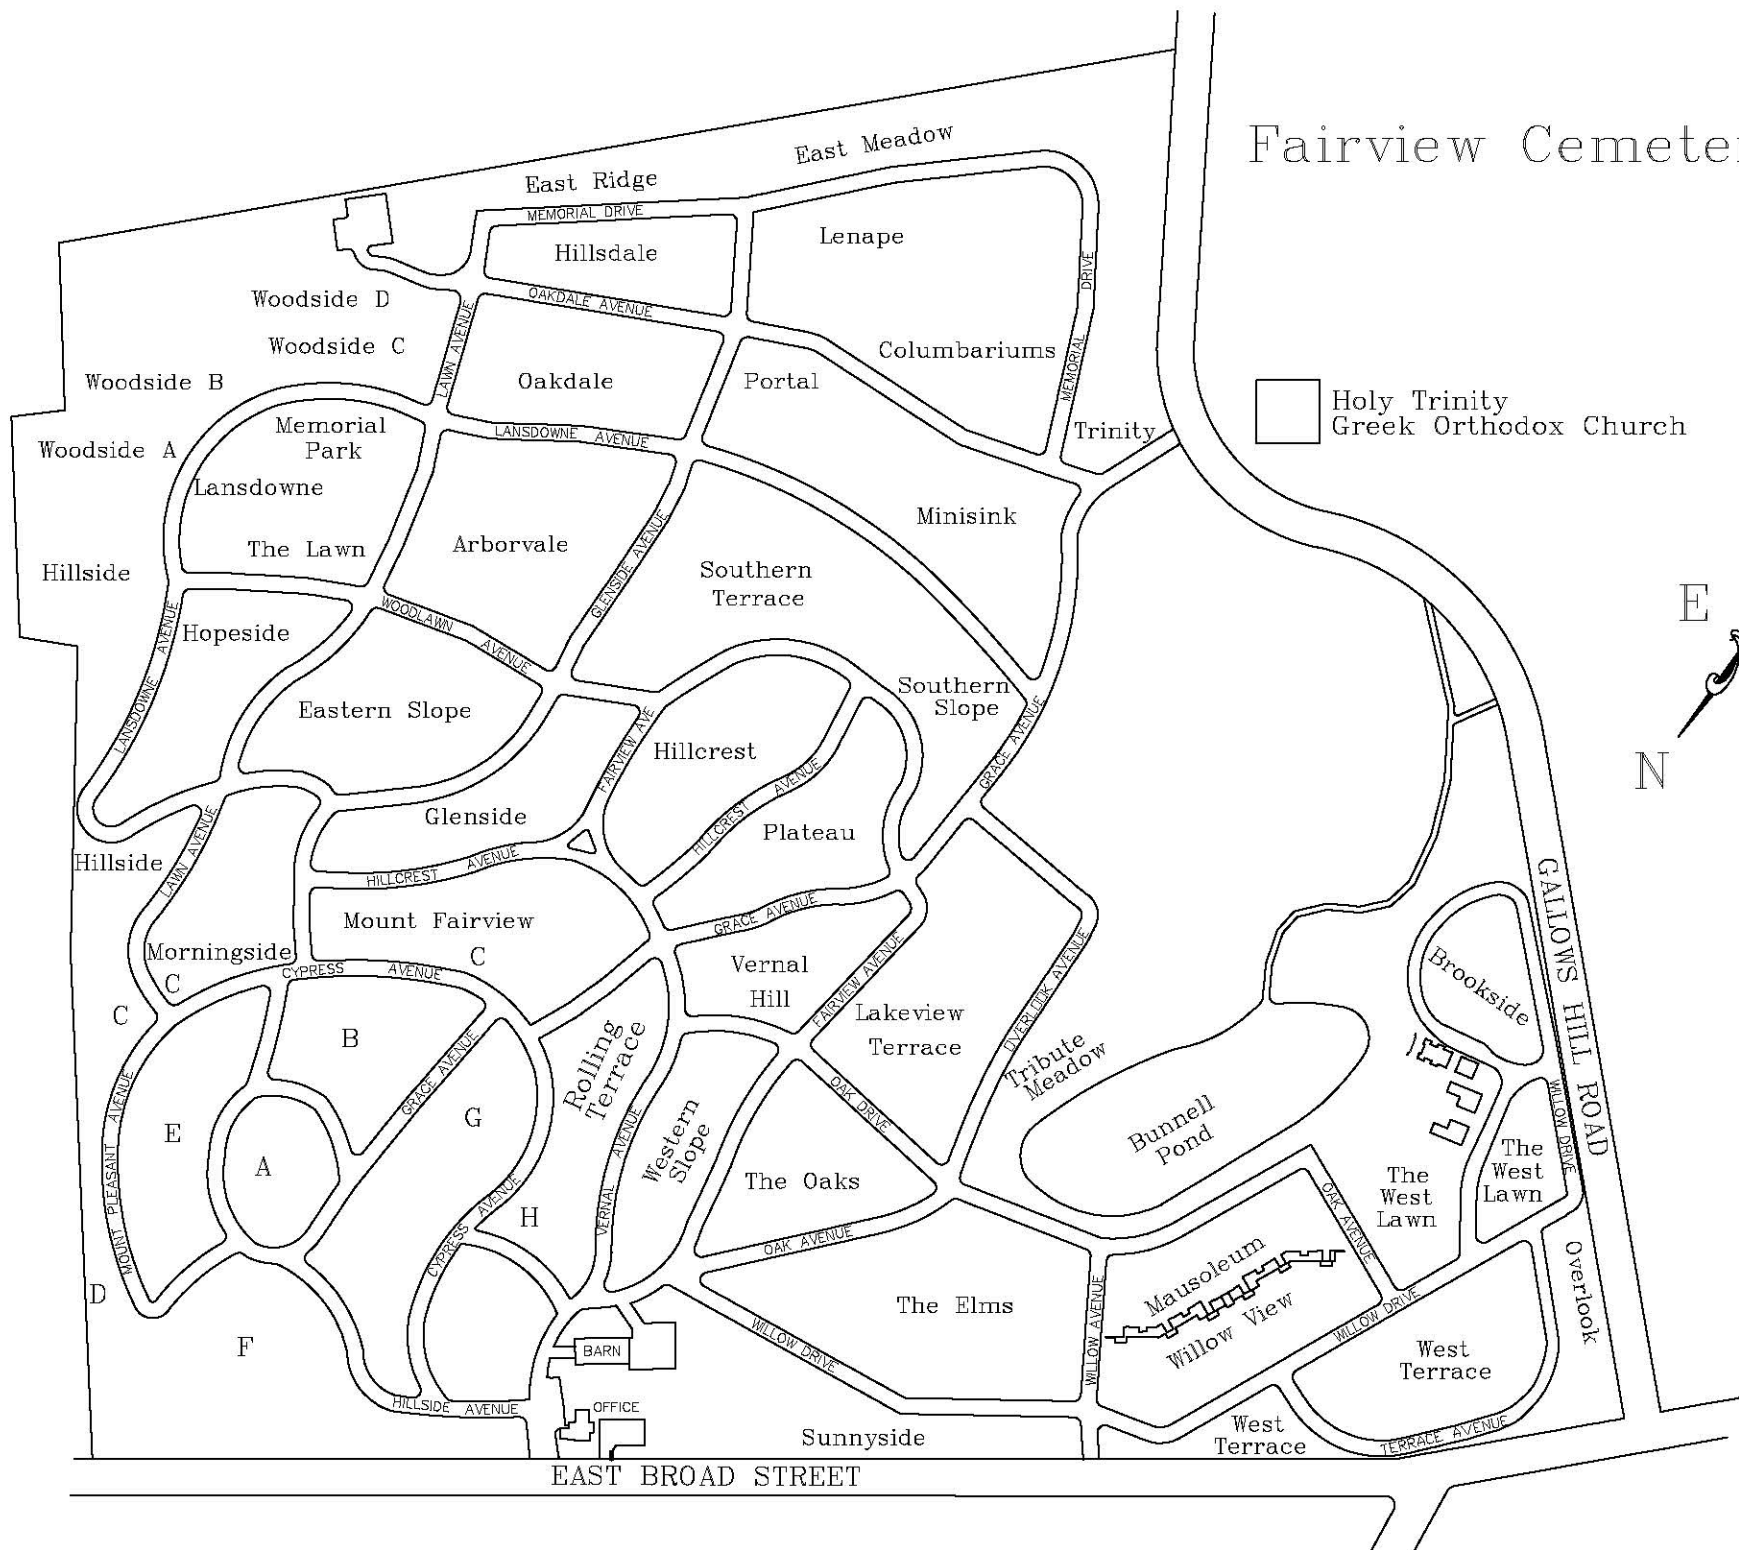 Fairview Cemete
East Meadow
East Ridge
MEMORIAL DRIVE
Lenape
Hillsdale
DRIVE
MEMORIAL
Woodside D
OAKDALE AVENUE
LAWN AVENUE
Woodside C
Columbariums
Woodside B
Oakdale
Portal
Holy Trinity
Greek Orthodox Church
Memorial
Park
LANSDOWNE AVENUE
Trinity
Woodside A
Lansdowne
Minisink
The Lawn
Arborvale
GLENSIDE AVENUE
Hillside
Southern
Terrace
E
WOODLAWN AVENUE
LANSDOWNE AVENUE
Hopeside
Southern
Slope
Eastern Slope
FAIRVIEW AVE
GRACE AVENUE
Hillcrest
N
HILLCREST AVENUE
Glenside
Plateau
LAWN AVENUE
Hillside
HILLCREST AVENUE
GALLOWS HILL ROAD
Mount Fairview
C
GRACE AVENUE
Morningside
C
CYPRESS AVENUE
Vernal
Hill
FAIRVIEW AVENUE
Brookside
C
B
Lakeview
Terrace
OVERLOOK AVENUE
Rolling
Terrace
GRACE AVENUE
Tribute
Meadow
OAK DRIVE
MOUNT PLEASANT AVENUE
E
G
A
Western
Slope
VERNAL AVENUE
Bunnell
Pond
WILLOW DRIVE
The
West
Lawn
The Oaks
The
West
Lawn
OAK AVENUE
H
CYPRESS AVENUE
OAK AVENUE
D
Mausoleum
Willow View
The Elms
WILLOW AVENUE
WILLOW DRIVE
Overlook
F
BARN
WILLOW DRIVE
West
Terrace
HILLSIDE AVENUE
OFFICE
Sunnyside
West
Terrace
TERRACE AVENUE
EAST BROAD STREET